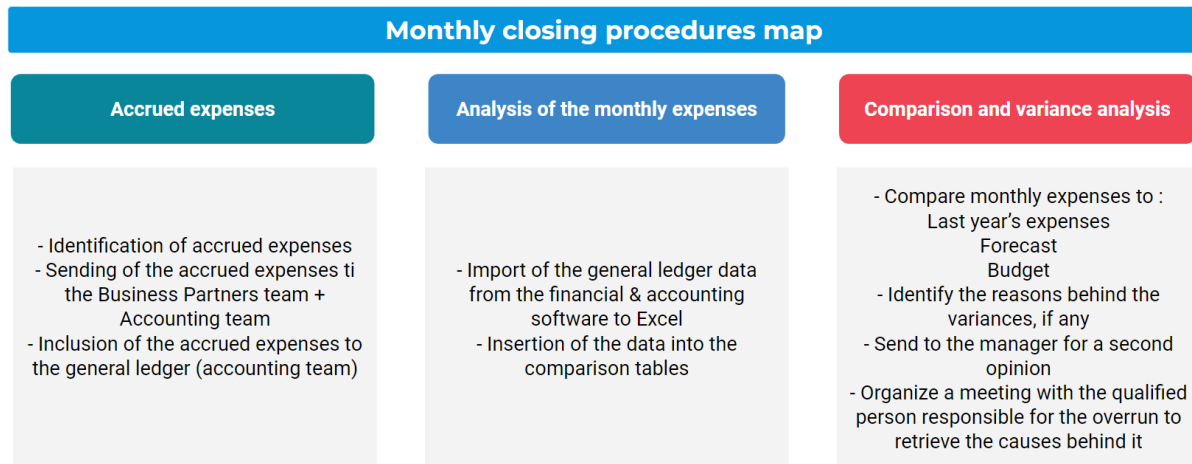 Monthly closing procedures map
Accrued expenses
- Identification of accrued expenses
- Sending of the accrued expenses ti
the Business Partners team +
Accounting team
- Inclusion of the accrued expenses to
the general ledger (accounting team)
Analysis of the monthly expenses
- Import of the general ledger data
from the financial & accounting
software to Excel
- Insertion of the data into the
comparison tables
Comparison and variance analysis
- Compare monthly expenses to :
Last year’s expenses
Forecast
Budget
- Identify the reasons behind the
variances, if any
- Send to the manager for a second
opinion
- Organize a meeting with the qualified
person responsible for the overrun to
retrieve the causes behind it